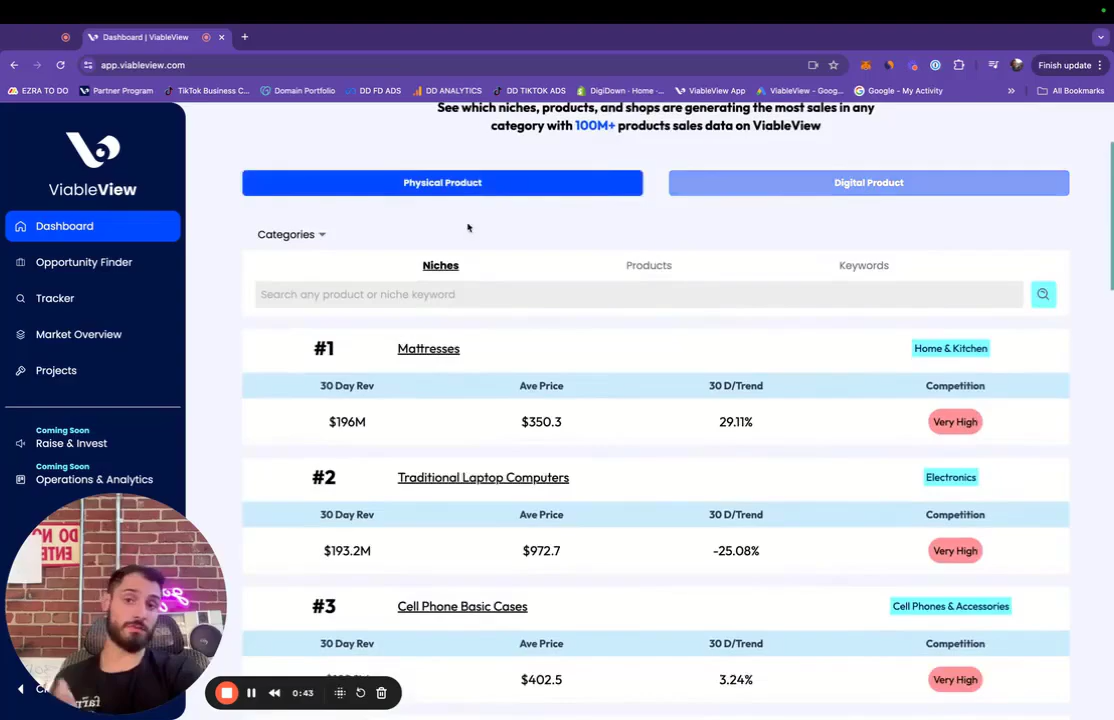 Dashboard | ViableView
app.viableview.com
Finish update
EZRA TO DO
Partner Program
TikTok Business C...
Domain Portfolio
DD FD ADS
DD ANALYTICS
DD TIKTOK ADS
DigiDown - Home -...
ViableView App
ViableView - Goog...
Google - My Activity
All Bookmarks
ViableView
Dashboard
Opportunity Finder
Tracker
Market Overview
Projects
Coming Soon
Raise & Invest
Coming Soon
Operations & Analytics
See which niches, products, and shops are generating the most sales in any
category with 100M+ products sales data on ViableView
Physical Product
Digital Product
Categories
Niches
Products
Keywords
Search any product or niche keyword
#1
Mattresses
Home & Kitchen
30 Day Rev
Ave Price
30 D/Trend
Competition
$196M
$350.3
29.11%
Very High
#2
Traditional Laptop Computers
Electronics
30 Day Rev
Ave Price
30 D/Trend
Competition
$193.2M
$972.7
-25.08%
Very High
#3
Cell Phone Basic Cases
Cell Phones & Accessories
30 Day Rev
Ave Price
30 D/Trend
Competition
$402.5
3.24%
Very High
0:43